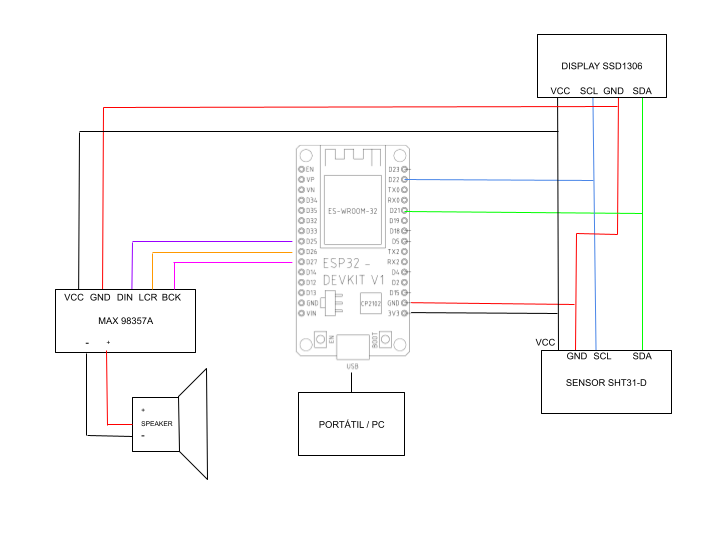 DISPLAY SSD1306
VCC SCL GND SDA
EN
VP
VN
D34
D35
D32
D33
D25
D26
D27
D14
D12
D13
GND
VIN
D23
D22
TX0
RX0
D21
D19
D18
D5
TX2
RX2
D4
D2
D15
GND
3V3
ES-WROOM-32
ESP32 -
DEVKIT V1
CP2102
EN
BOOT
USB
VCC GND DIN LCR BCK
MAX 98357A
- +
VCC
GND SCL SDA
SENSOR SHT31-D
+
SPEAKER
-
PORTÁTIL / PC